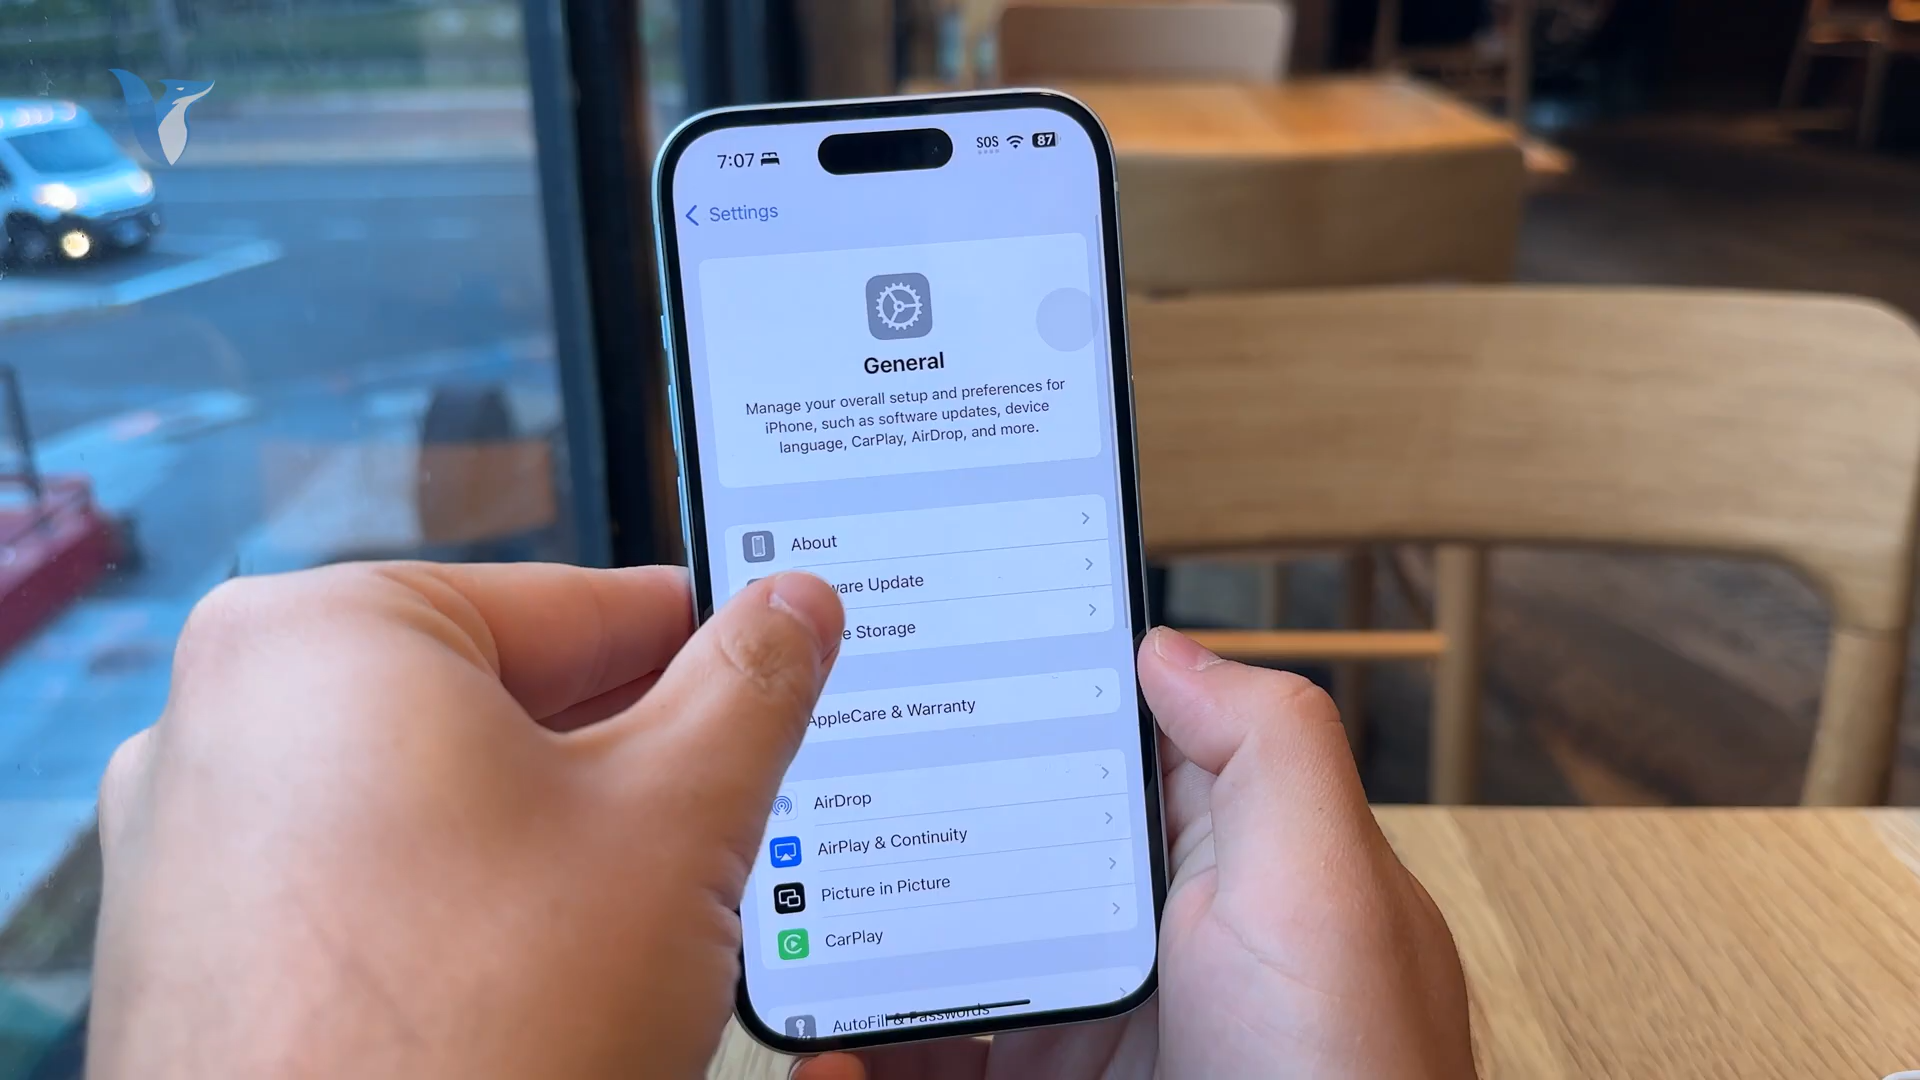 7:07
SOS
87
Settings
General
Manage your overall setup and preferences for
iPhone, such as software updates, device
language, CarPlay, AirDrop, and more.
About
ware Update
e Storage
AppleCare & Warranty
AirDrop
AirPlay & Continuity
Picture in Picture
CarPlay
AutoFill & Passwords